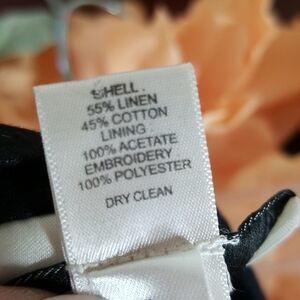 SHELL.
55% LINEN
45% COTTON
LINING
100% ACETATE
EMBROIDERY
100% POLYESTER
DRY CLEAN